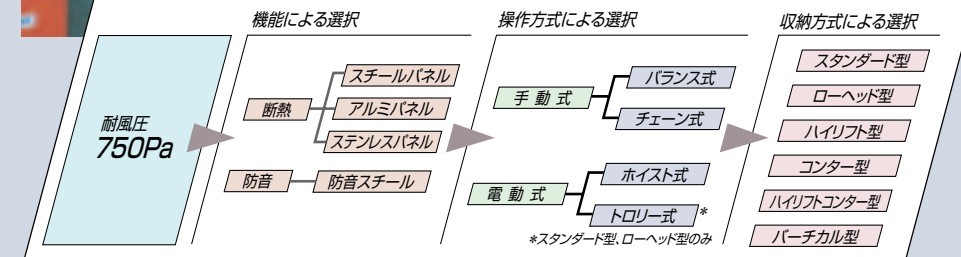 機能による選択
操作方式による選択
収納方式による選択
耐風圧
750Pa
断熱
スチールパネル
アルミパネル
ステンレスパネル
防音
防音スチール
手動式
バランス式
チェーン式
電動式
ホイスト式
トロリー式*
*スタンダード型、ローヘッド型のみ
スタンダード型
ローヘッド型
ハイリフト型
コンター型
ハイリフトコンター型
バーチカル型